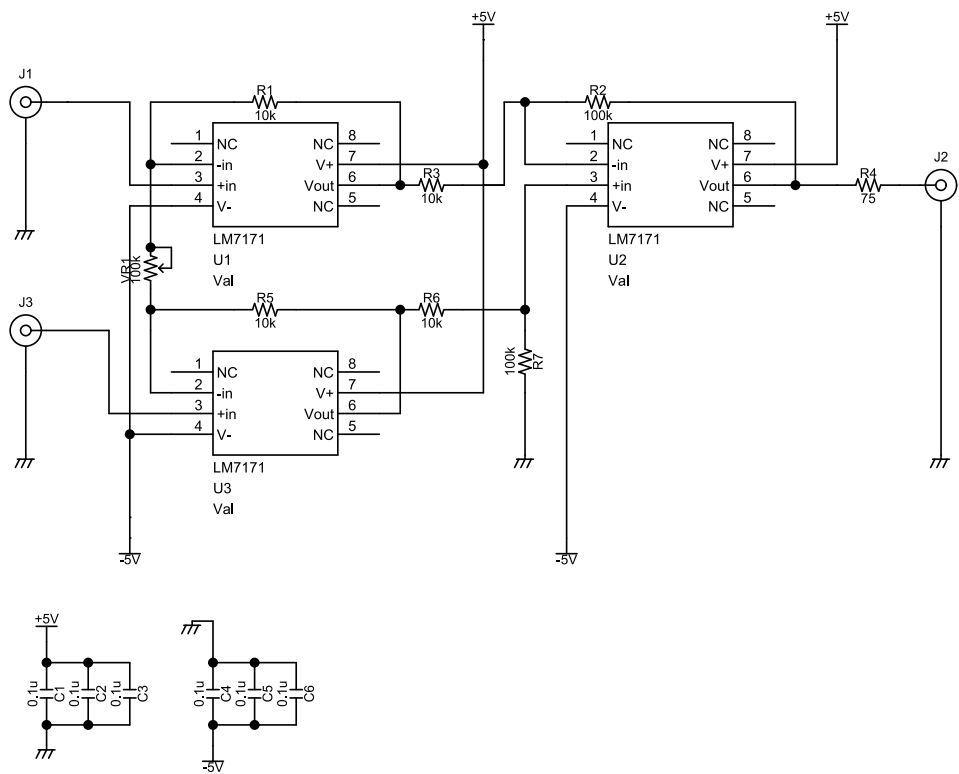 +5V
+5V
J1
R1
10k
R2
100k
1 NC NC 8
2 -in V+ 7
3 +in Vout 6
4 V- NC 5
R3
10k
1 NC NC 8
2 -in V+ 7
3 +in Vout 6
4 V- NC 5
R4
75
J2
LM7171
U1
Val
LM7171
U2
Val
VR1
100k
J3
R5
10k
R6
10k
100k
R7
1 NC NC 8
2 -in V+ 7
3 +in Vout 6
4 V- NC 5
LM7171
U3
Val
-5V
-5V
+5V
0.1u
C1
0.1u
C2
0.1u
C3
0.1u
C4
0.1u
C5
0.1u
C6
-5V